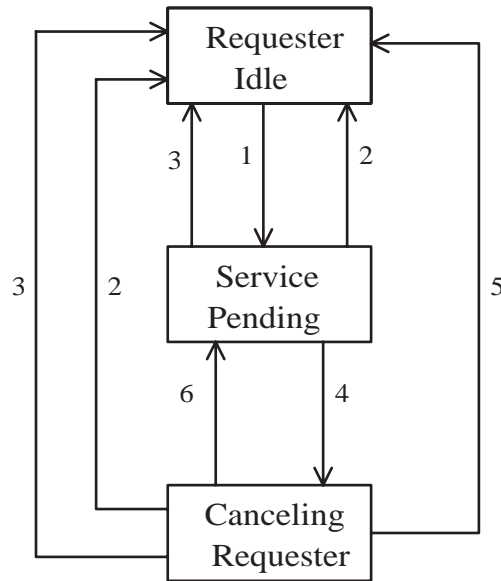 Requester
Idle
3
1
2
Service
Pending
3
2
5
6
4
Canceling
Requester